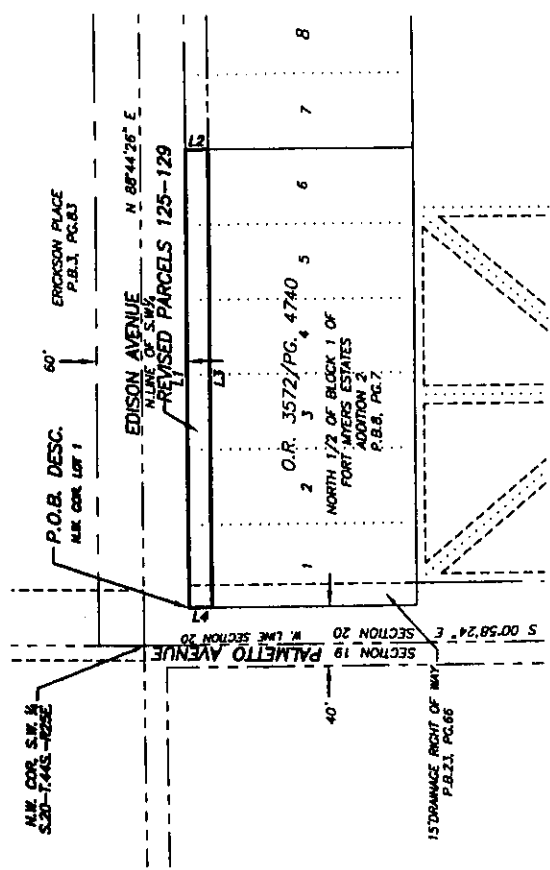 N.W. COR. S.W. ¼
S.20-T.44S.-R25E
P.O.B. DESC.
N.W. COR. LOT 1
60'
ERICKSON PLACE
P.B.3, PG.83
EDISON AVENUE
N 88°44'26" E
N.LINE OF S.W.¼
REVISED PARCELS 125-129
L1
L2
L3
L4
O.R. 3572/PG. 4740
1
2
3
4
5
6
7
8
NORTH 1/2 OF BLOCK 1 OF
FORT MYERS ESTATES
ADDITION 2
P.B.8, PG.7
S 00°58'24" E
W. LINE SECTION 20
SECTION 20
PALMETTO AVENUE
SECTION 19
40'
15'DRAINAGE RIGHT OF WAY
P.B.23, PG.66